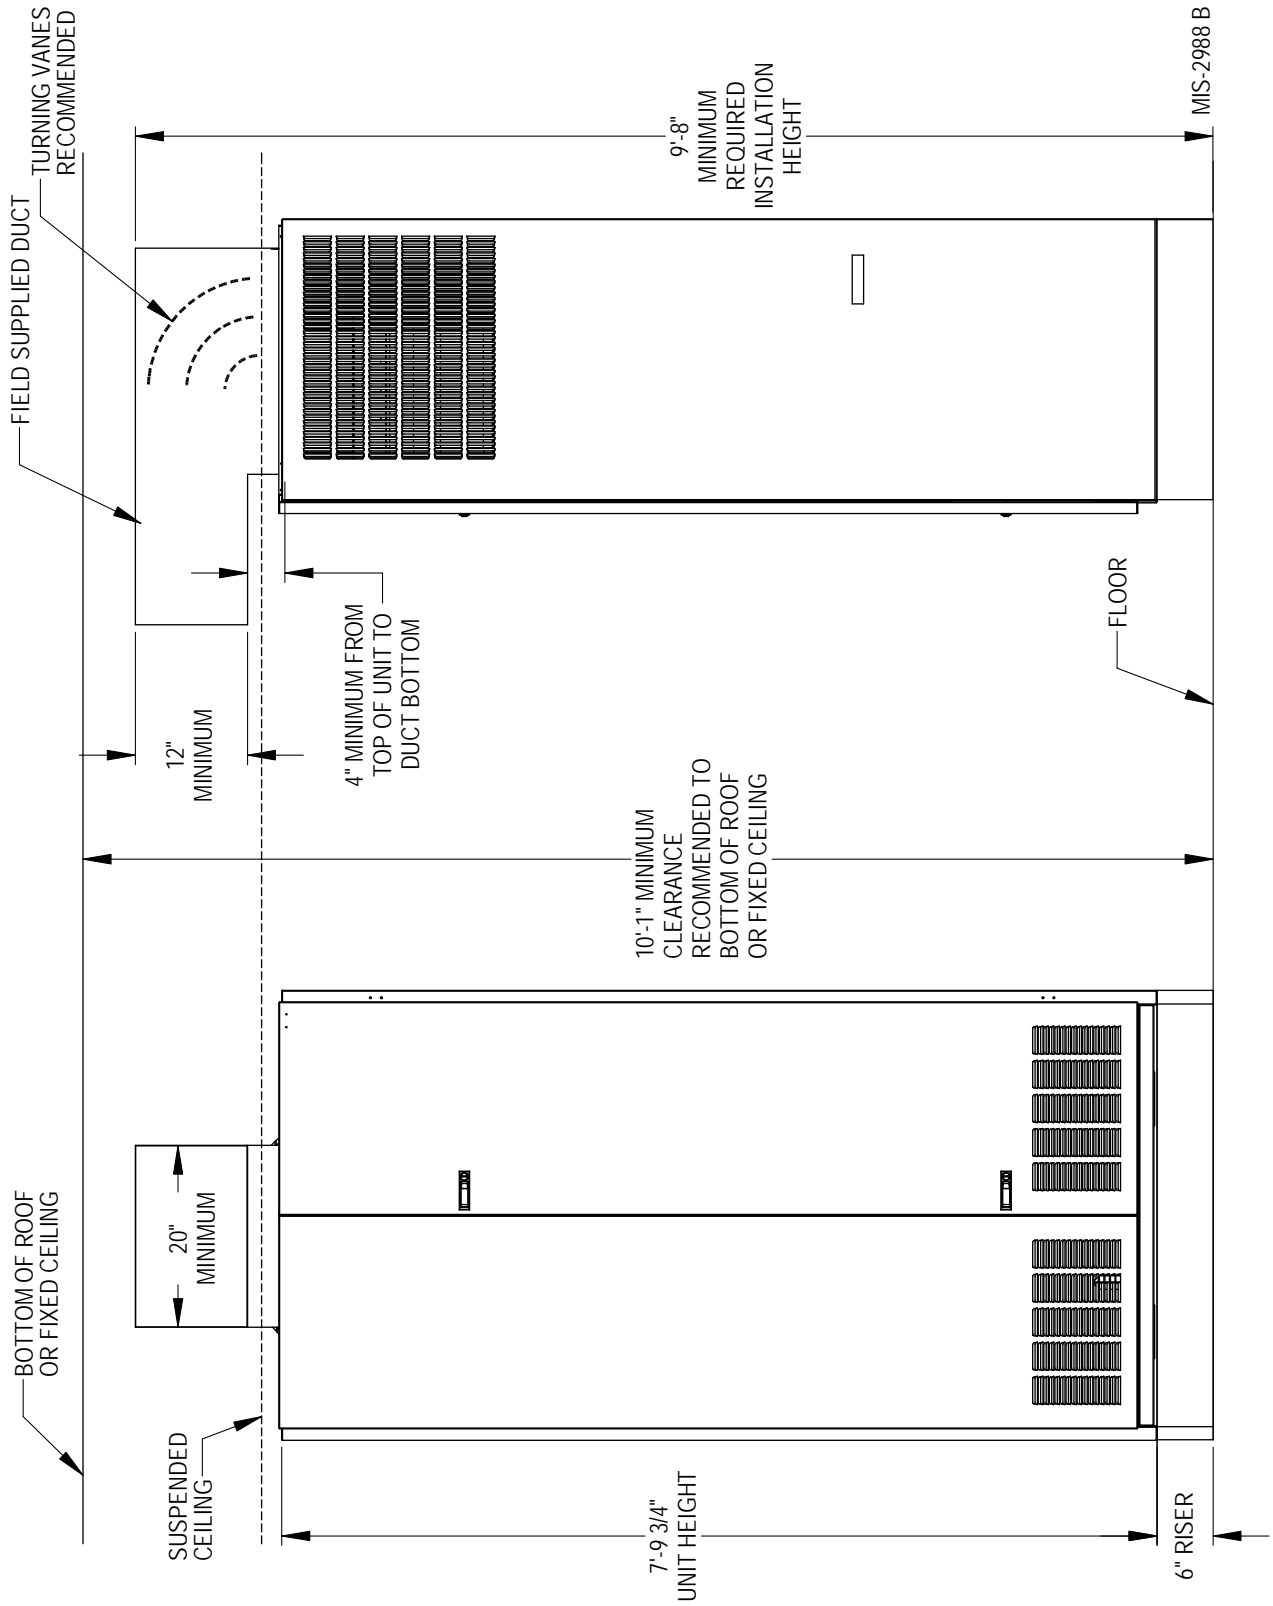 BOTTOM OF ROOF
OR FIXED CEILING
SUSPENDED
CEILING
20"
MINIMUM
7'-9 3/4"
UNIT HEIGHT
6" RISER
10'-1" MINIMUM
CLEARANCE
RECOMMENDED TO
BOTTOM OF ROOF
OR FIXED CEILING
12"
MINIMUM
4" MINIMUM FROM
TOP OF UNIT TO
DUCT BOTTOM
FLOOR
FIELD SUPPLIED DUCT
TURNING VANES
RECOMMENDED
9'-8"
MINIMUM
REQUIRED
INSTALLATION
HEIGHT
MIS-2988 B